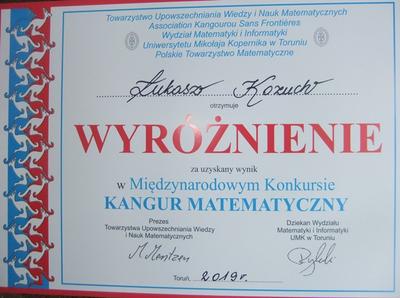 Towarzystwo Upowszechniania Wiedzy i Nauk Matematycznych
Association Kangourou Sans Frontières
Wydział Matematyki i Informatyki
Uniwersytetu Mikołaja Kopernika w Toruniu
Polskie Towarzystwo Matematyczne
Łukasz Kozuch
otrzymuje
WYRÓŻNIENIE
za uzyskany wynik
w Międzynarodowym Konkursie
KANGUR MATEMATYCZNY
Prezes
Towarzystwa Upowszechniania Wiedzy
i Nauk Matematycznych
Dziekan Wydziału
Matematyki i Informatyki
UMK w Toruniu
Toruń, 2019 r.